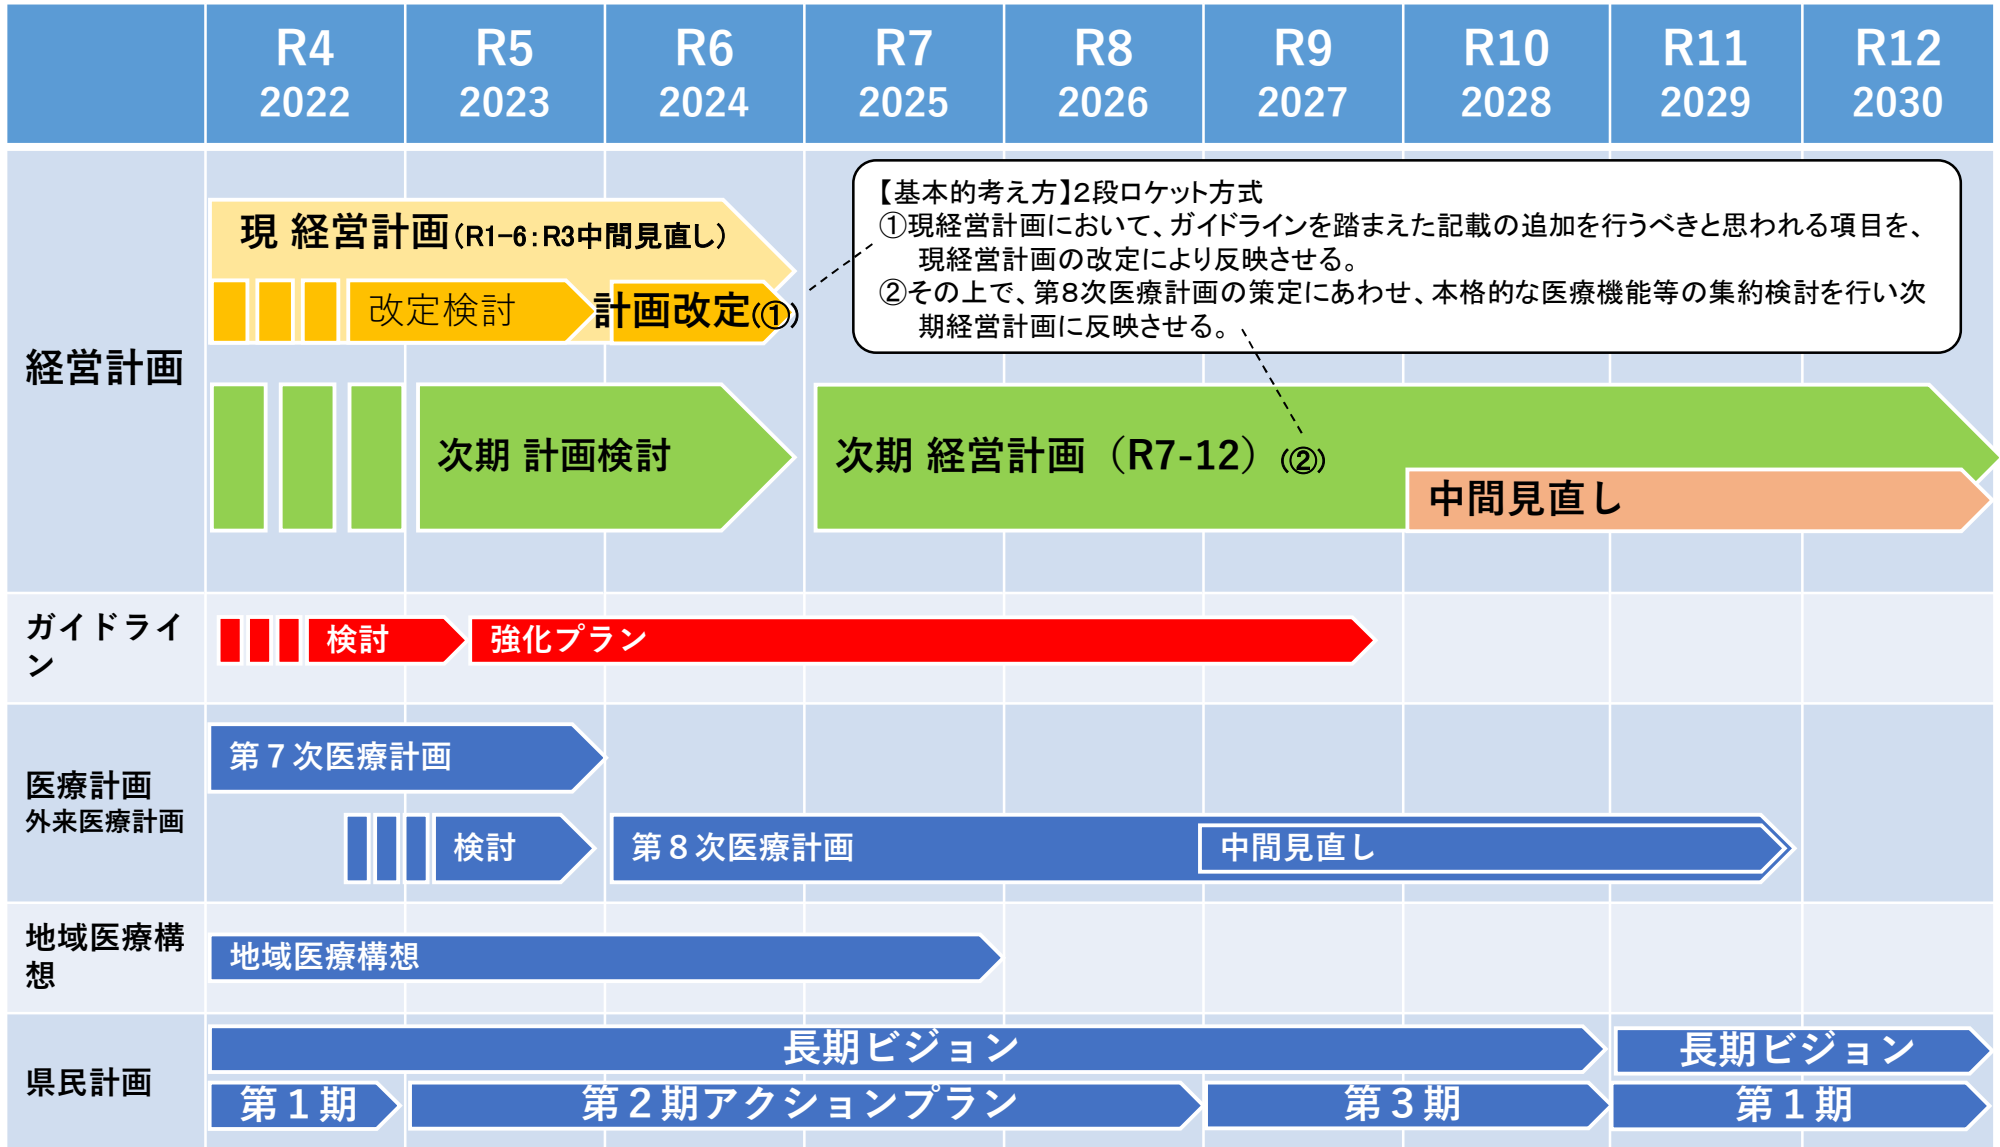 R4
2022
R5
2023
R6
2024
R7
2025
R8
2026
R9
2027
R10
2028
R11
2029
R12
2030
経営計画
現 経営計画(R1-6:R3中間見直し)
改定検討
計画改定(①)
【基本的考え方】2段ロケット方式
①現経営計画において、ガイドラインを踏まえた記載の追加を行うべきと思われる項目を、
現経営計画の改定により反映させる。
②その上で、第8次医療計画の策定にあわせ、本格的な医療機能等の集約検討を行い次
期経営計画に反映させる。
次期 計画検討
次期 経営計画（R7-12）(②)
中間見直し
ガイドライ
ン
検討
強化プラン
医療計画
外来医療計画
第７次医療計画
検討
第８次医療計画
中間見直し
地域医療構
想
地域医療構想
県民計画
長期ビジョン
長期ビジョン
第１期
第２期アクションプラン
第３期
第１期